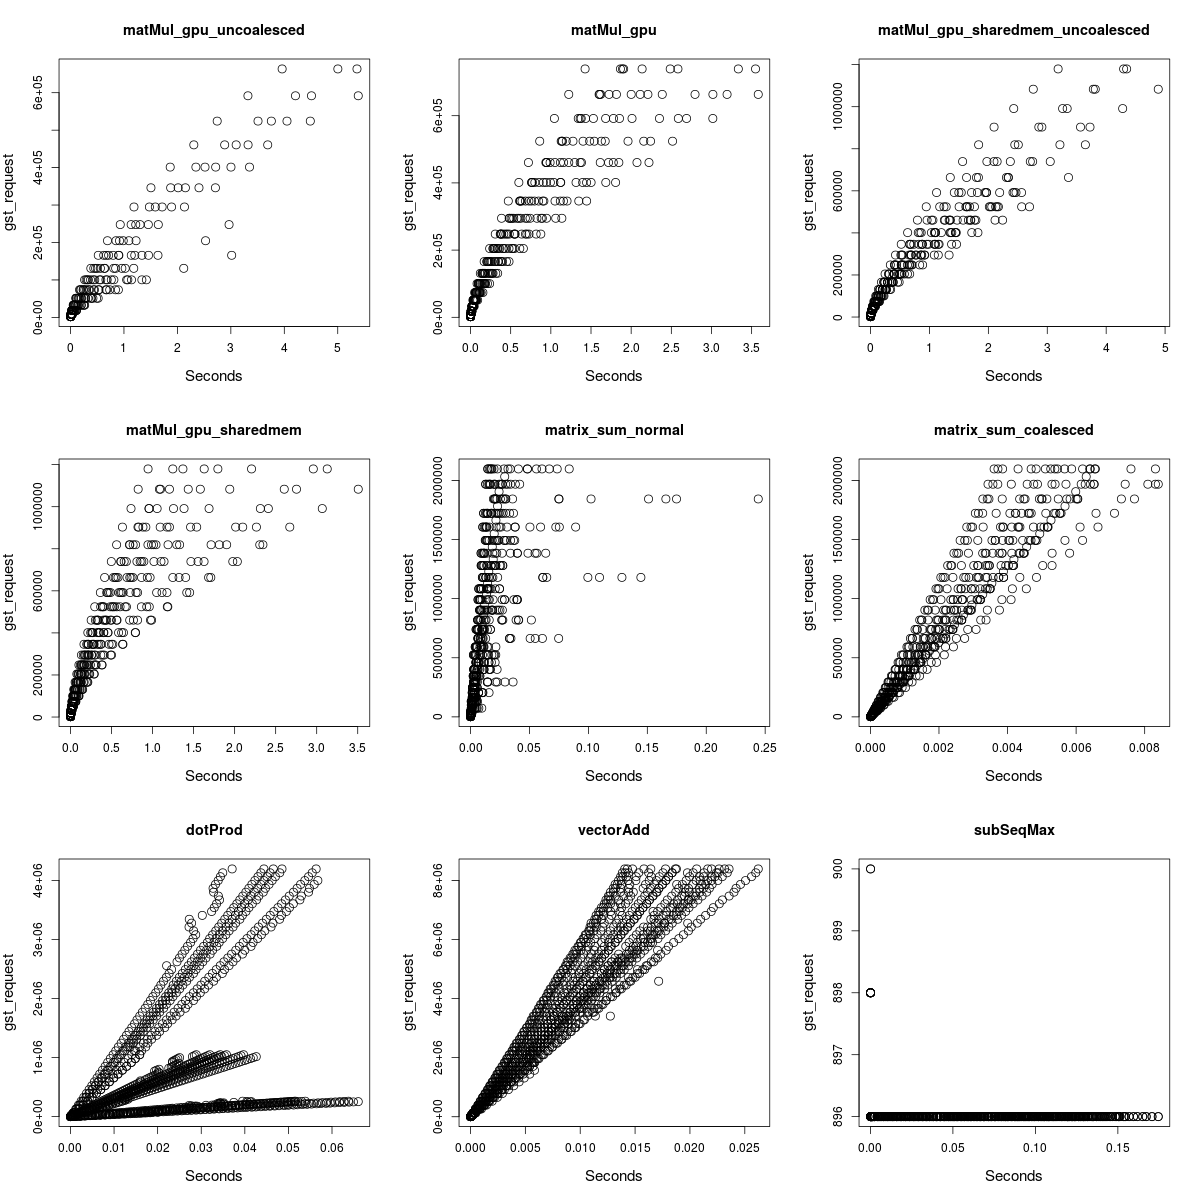 matMul_gpu_uncoalesced
gst_request
0e+00 2e+05 4e+05 6e+05
0 1 2 3 4 5
Seconds
matMul_gpu
gst_request
0e+00 2e+05 4e+05 6e+05
0.0 0.5 1.0 1.5 2.0 2.5 3.0 3.5
Seconds
matMul_gpu_sharedmem_uncoalesced
gst_request
0 200000 600000 1000000
0 1 2 3 4 5
Seconds
matMul_gpu_sharedmem
gst_request
0 200000 600000 1000000
0.0 0.5 1.0 1.5 2.0 2.5 3.0 3.5
Seconds
matrix_sum_normal
gst_request
0 500000 1000000 1500000 2000000
0.00 0.05 0.10 0.15 0.20 0.25
Seconds
matrix_sum_coalesced
gst_request
0 500000 1000000 1500000 2000000
0.000 0.002 0.004 0.006 0.008
Seconds
dotProd
gst_request
0e+00 1e+06 2e+06 3e+06 4e+06
0.00 0.01 0.02 0.03 0.04 0.05 0.06
Seconds
vectorAdd
gst_request
0e+00 2e+06 4e+06 6e+06 8e+06
0.000 0.005 0.010 0.015 0.020 0.025
Seconds
subSeqMax
gst_request
896 897 898 899 900
0.00 0.05 0.10 0.15
Seconds